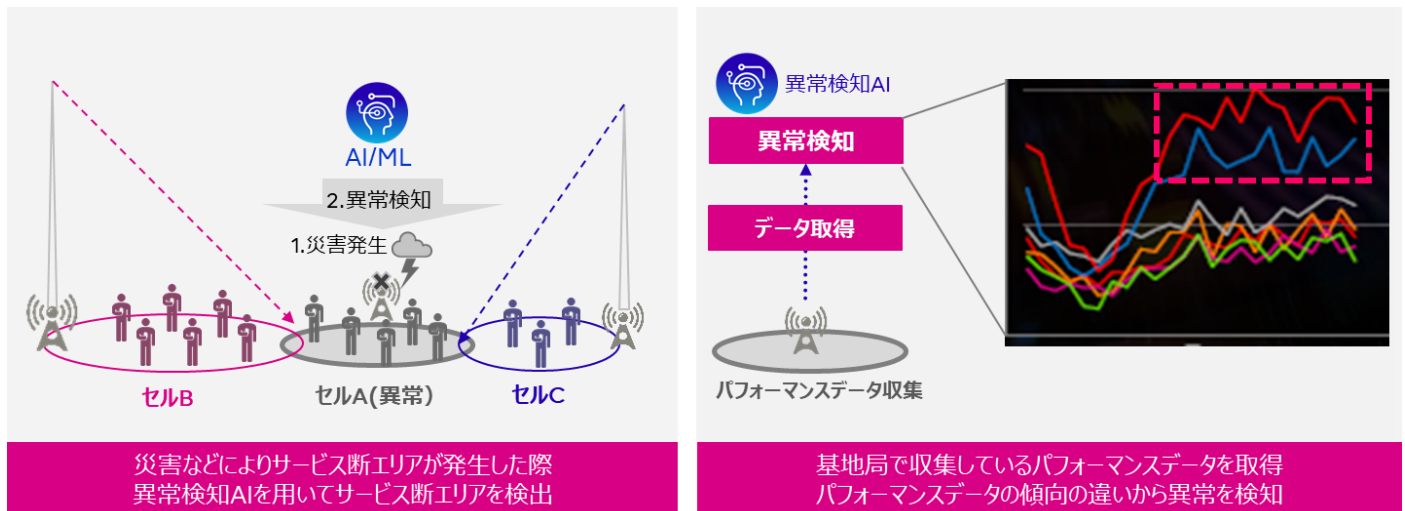 AI/ML
2.異常検知
1.災害発生
セルB
セルA(異常)
セルC
災害などによりサービス断エリアが発生した際
異常検知AIを用いてサービス断エリアを検出
異常検知AI
異常検知
データ取得
パフォーマンスデータ収集
基地局で収集しているパフォーマンスデータを取得
パフォーマンスデータの傾向の違いから異常を検知